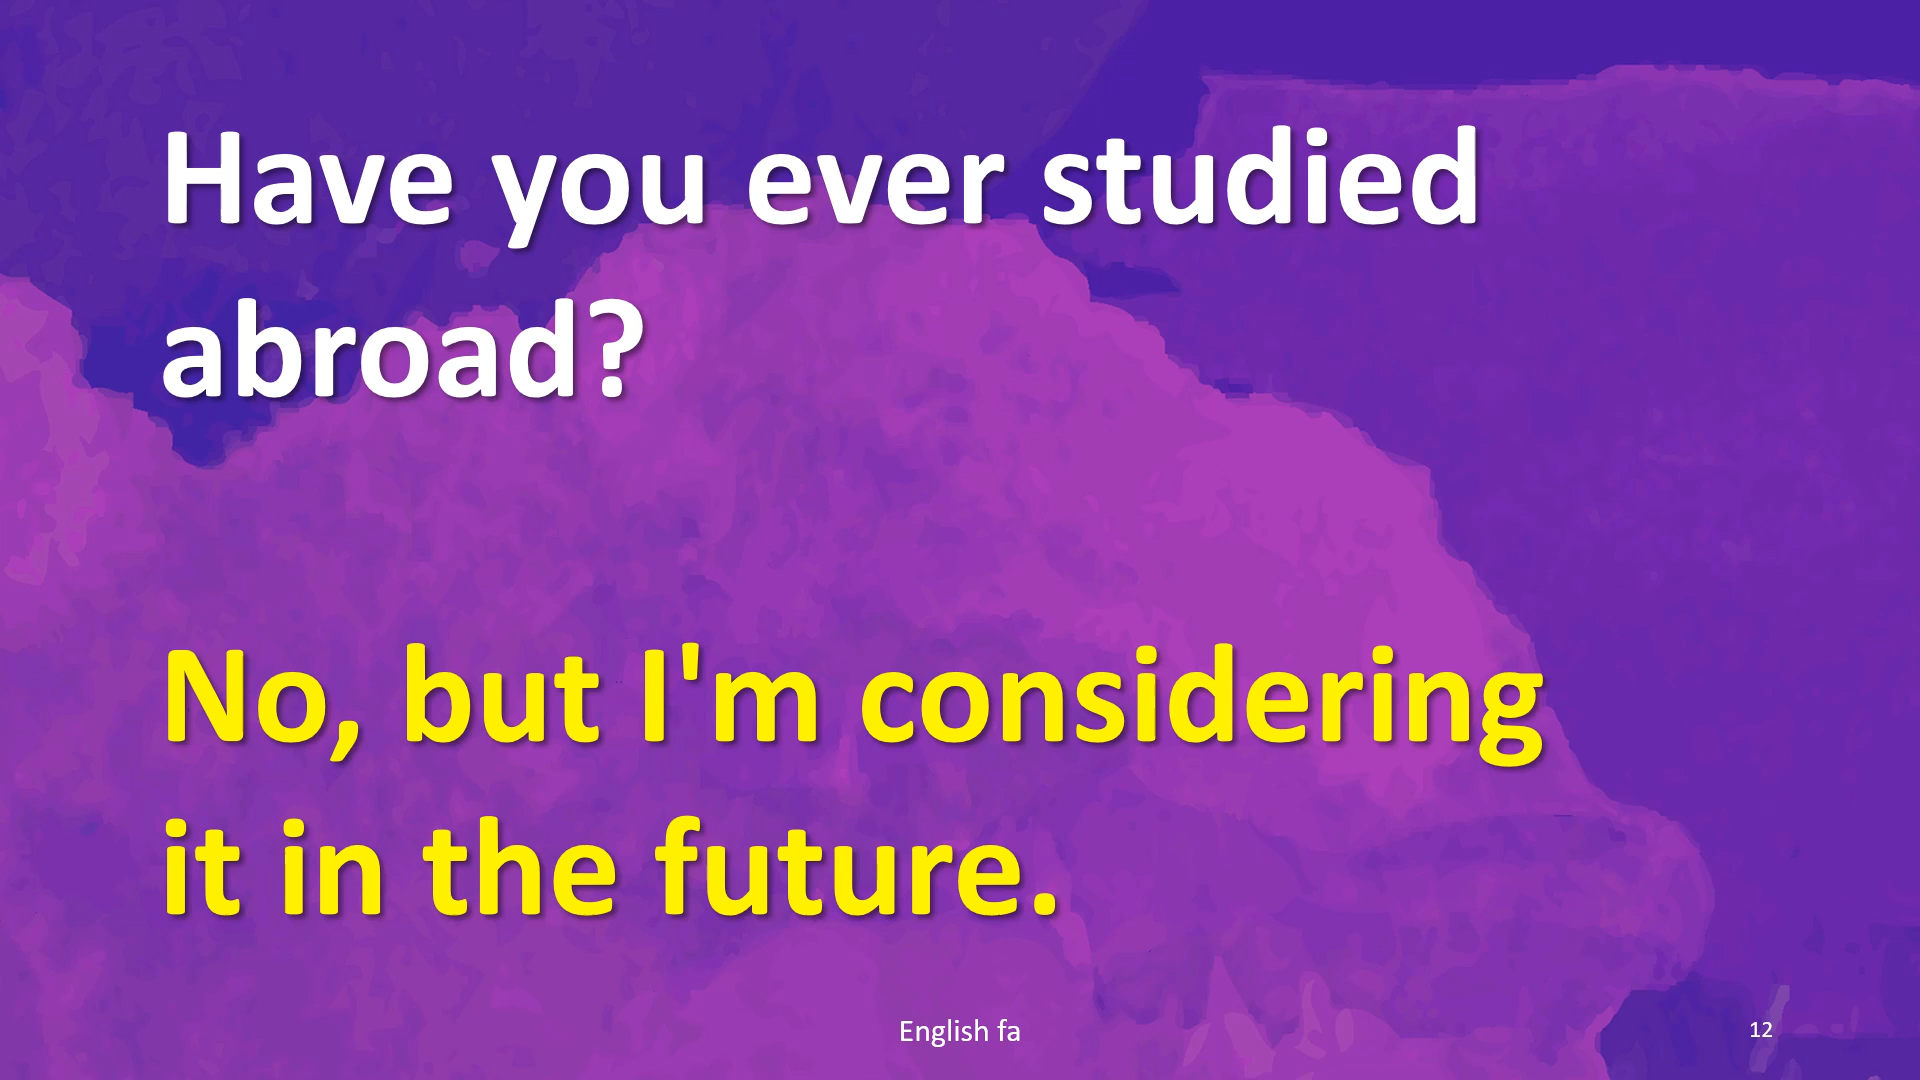 Have you ever studied
abroad?
No, but I'm considering
it in the future.
English fa
12